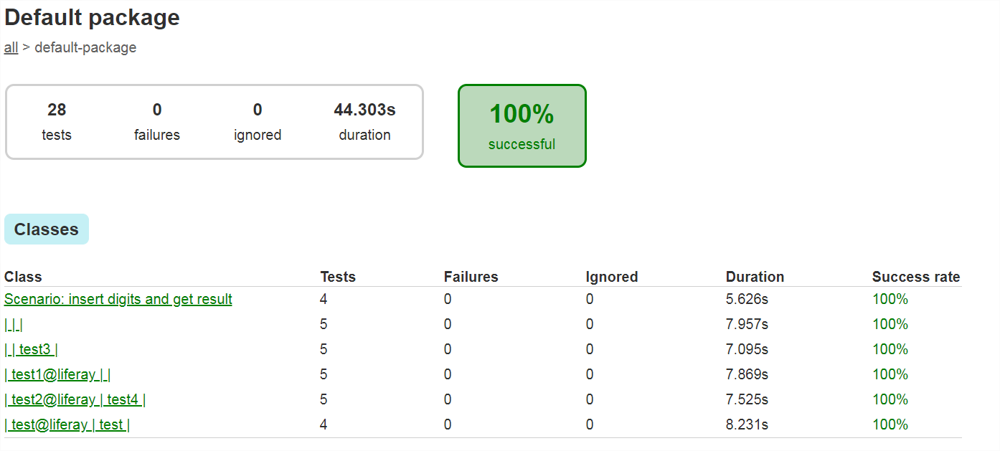 Default package
all > default-package
28 0 0 44.303s
tests failures ignored duration
100%
successful
Classes
Class Tests Failures Ignored Duration Success rate
Scenario: insert digits and get result 4 0 0 5.626s 100%
| | | 5 0 0 7.957s 100%
| | test3 | 5 0 0 7.095s 100%
| test1@liferay | | 5 0 0 7.869s 100%
| test2@liferay | test4 | 5 0 0 7.525s 100%
| test@liferay | test | 4 0 0 8.231s 100%